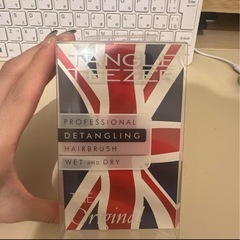 TANGLE
TEEZER
PROFESSIONAL
DETANGLING
HAIRBRUSH
WET AND DRY
THE
Original